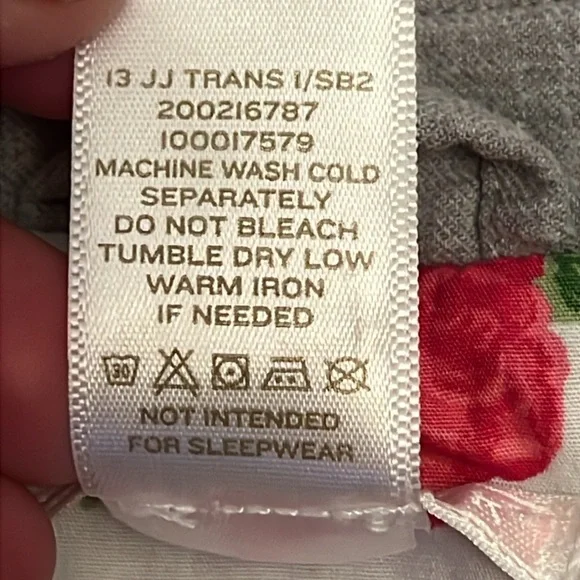 13 JJ TRANS 1/SB2
200216787
100017579
MACHINE WASH COLD
SEPARATELY
DO NOT BLEACH
TUMBLE DRY LOW
WARM IRON
IF NEEDED
30
NOT INTENDED
FOR SLEEPWEAR